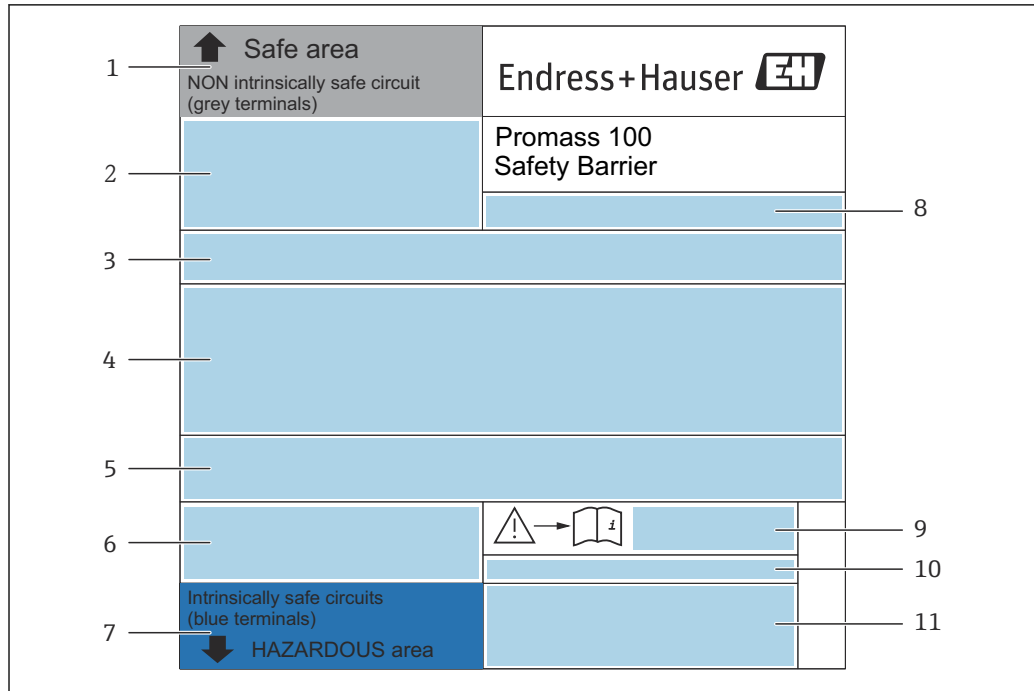 Safe area
NON intrinsically safe circuit
(grey terminals)
Endress+Hauser EH
Promass 100
Safety Barrier
1
2
3
4
5
6
7
8
9
10
11
i
Intrinsically safe circuits
(blue terminals)
HAZARDOUS area